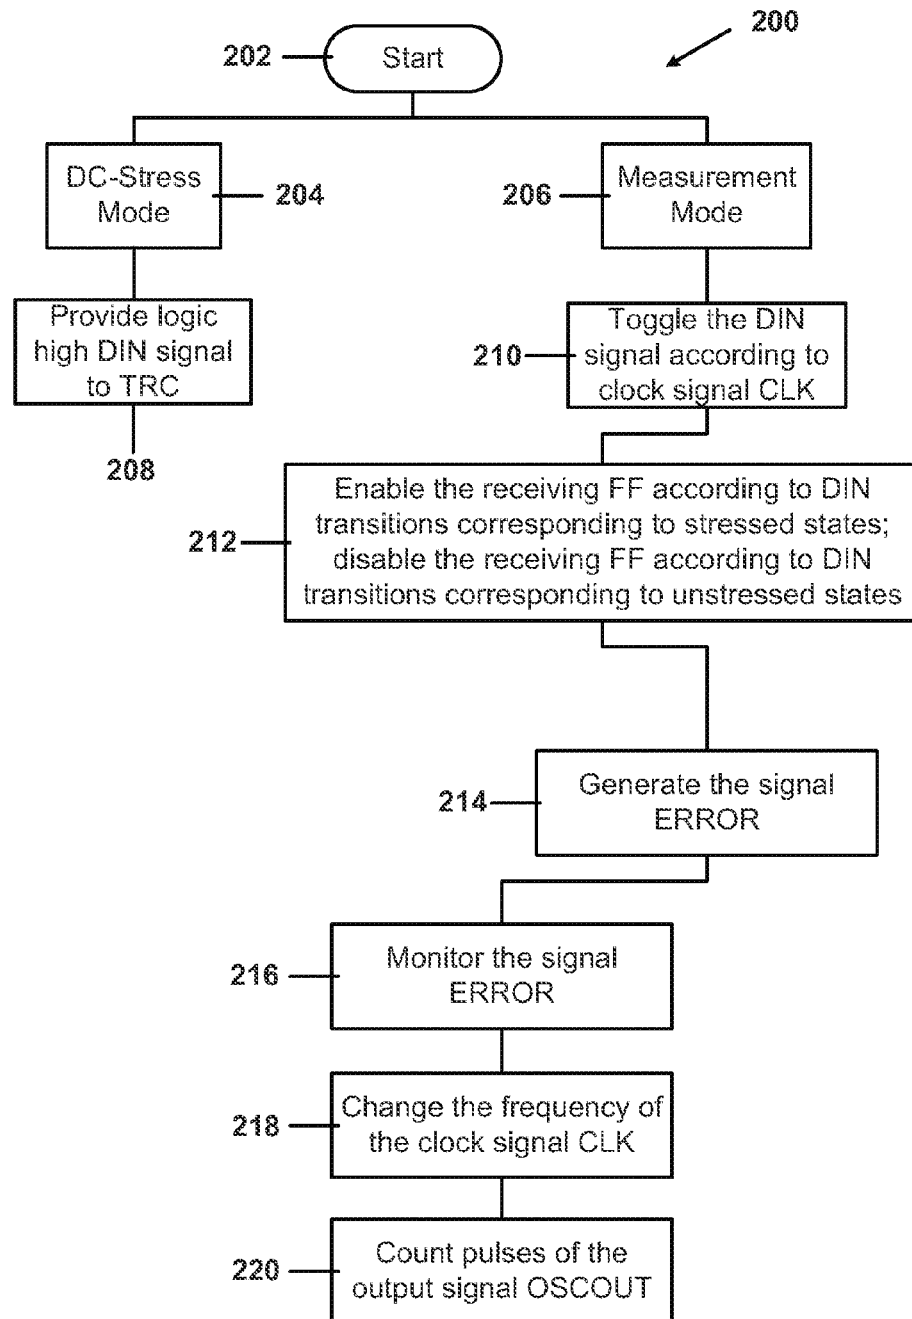 200
202
Start
DC-Stress
Mode
204
206
Measurement
Mode
Provide logic
high DIN signal
to TRC
208
210
Toggle the DIN
signal according to
clock signal CLK
212
Enable the receiving FF according to DIN
transitions corresponding to stressed states;
disable the receiving FF according to DIN
transitions corresponding to unstressed states
214
Generate the signal
ERROR
216
Monitor the signal
ERROR
218
Change the frequency of
the clock signal CLK
220
Count pulses of the
output signal OSCOUT